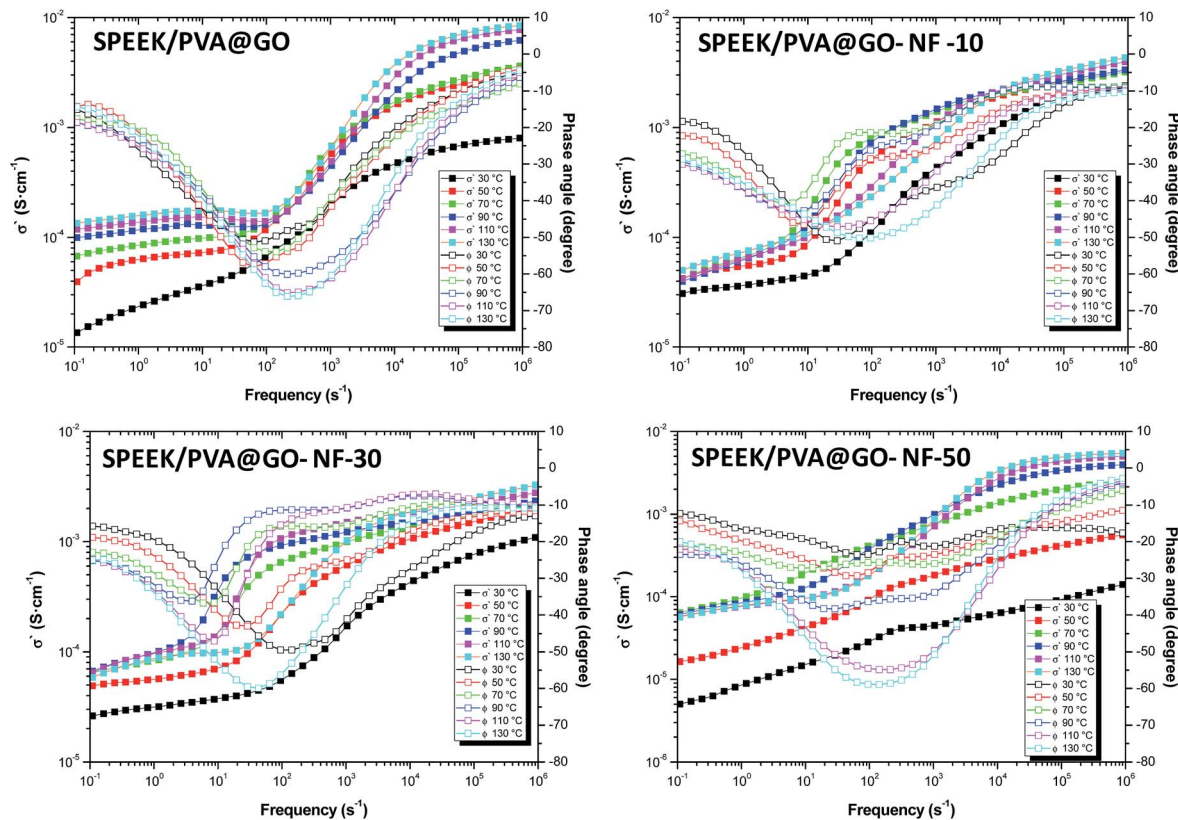 SPEEK/PVA@GO
10⁻²
10⁻³
10⁻⁴
10⁻⁵
σ` (S·cm⁻¹)
10
0
-10
-20
-30
-40
-50
-60
-70
-80
Phase angle (degree)
σ` 30 °C
σ` 50 °C
σ` 70 °C
σ` 90 °C
σ` 110 °C
σ` 130 °C
ϕ 30 °C
ϕ 50 °C
ϕ 70 °C
ϕ 90 °C
ϕ 110 °C
ϕ 130 °C
10⁻¹ 10⁰ 10¹ 10² 10³ 10⁴ 10⁵ 10⁶
Frequency (s⁻¹)
SPEEK/PVA@GO- NF -10
10⁻²
10⁻³
10⁻⁴
10⁻⁵
σ` (S·cm⁻¹)
10
0
-10
-20
-30
-40
-50
-60
-70
-80
Phase angle (degree)
σ` 30 °C
σ` 50 °C
σ` 70 °C
σ` 90 °C
σ` 110 °C
σ` 130 °C
ϕ 30 °C
ϕ 50 °C
ϕ 70 °C
ϕ 90 °C
ϕ 110 °C
ϕ 130 °C
10⁻¹ 10⁰ 10¹ 10² 10³ 10⁴ 10⁵ 10⁶
Frequency (s⁻¹)
SPEEK/PVA@GO- NF-30
10⁻²
10⁻³
10⁻⁴
10⁻⁵
σ` (S·cm⁻¹)
10
0
-10
-20
-30
-40
-50
-60
-70
-80
Phase angle (degree)
σ` 30 °C
σ` 50 °C
σ` 70 °C
σ` 90 °C
σ` 110 °C
σ` 130 °C
ϕ 30 °C
ϕ 50 °C
ϕ 70 °C
ϕ 90 °C
ϕ 110 °C
ϕ 130 °C
10⁻¹ 10⁰ 10¹ 10² 10³ 10⁴ 10⁵ 10⁶
Frequency (s⁻¹)
SPEEK/PVA@GO- NF-50
10⁻²
10⁻³
10⁻⁴
10⁻⁵
10⁻⁶
σ` (S·cm⁻¹)
10
0
-10
-20
-30
-40
-50
-60
-70
-80
Phase angle (degree)
σ` 30 °C
σ` 50 °C
σ` 70 °C
σ` 90 °C
σ` 110 °C
σ` 130 °C
ϕ 30 °C
ϕ 50 °C
ϕ 70 °C
ϕ 90 °C
ϕ 110 °C
ϕ 130 °C
10⁻¹ 10⁰ 10¹ 10² 10³ 10⁴ 10⁵ 10⁶
Frequency (s⁻¹)